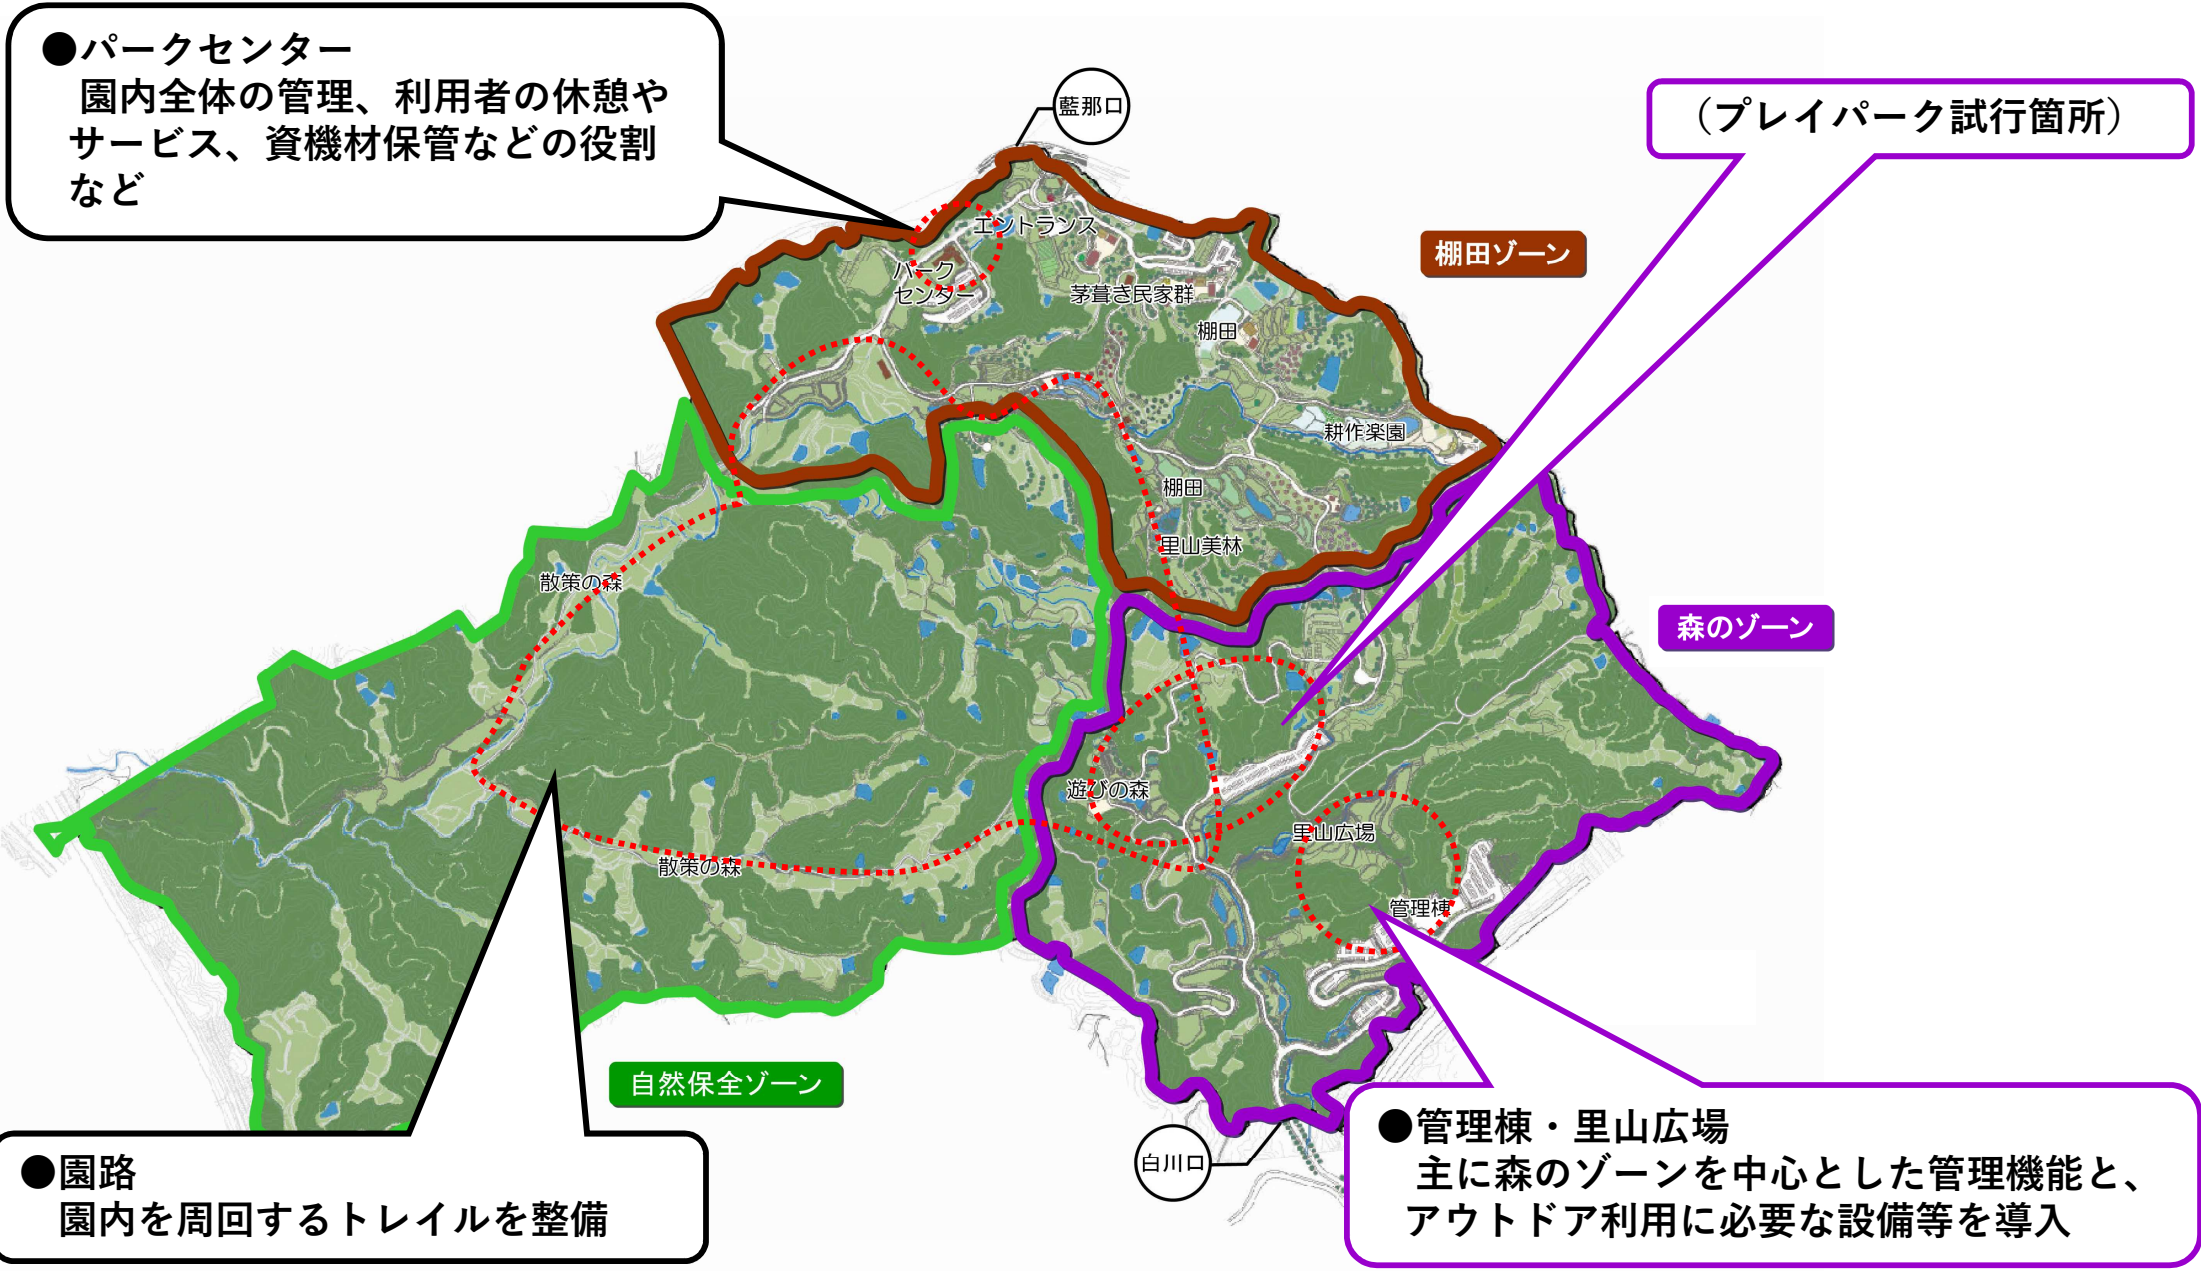 ●パークセンター
園内全体の管理、利用者の休憩や
サービス、資機材保管などの役割
など
藍那口
（プレイパーク試行箇所）
エントランス
棚田ゾーン
パーク
センター
茅葺き民家群
棚田
耕作楽園
棚田
里山美林
散策の森
森のゾーン
遊びの森
里山広場
散策の森
管理棟
自然保全ゾーン
白川口
●園路
園内を周回するトレイルを整備
●管理棟・里山広場
主に森のゾーンを中心とした管理機能と、
アウトドア利用に必要な設備等を導入